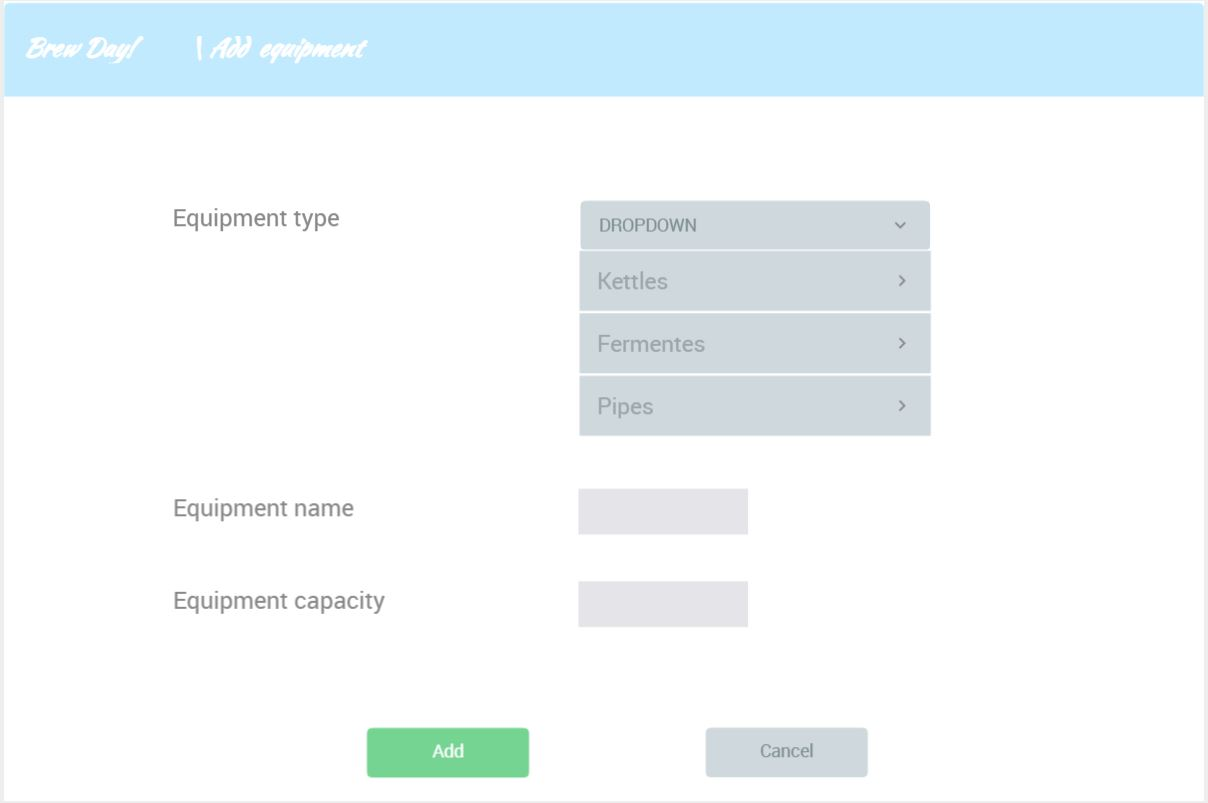 Brew Day! | Add equipment
Equipment type
DROPDOWN
Kettles
Fermentes
Pipes
Equipment name
Equipment capacity
Add Cancel